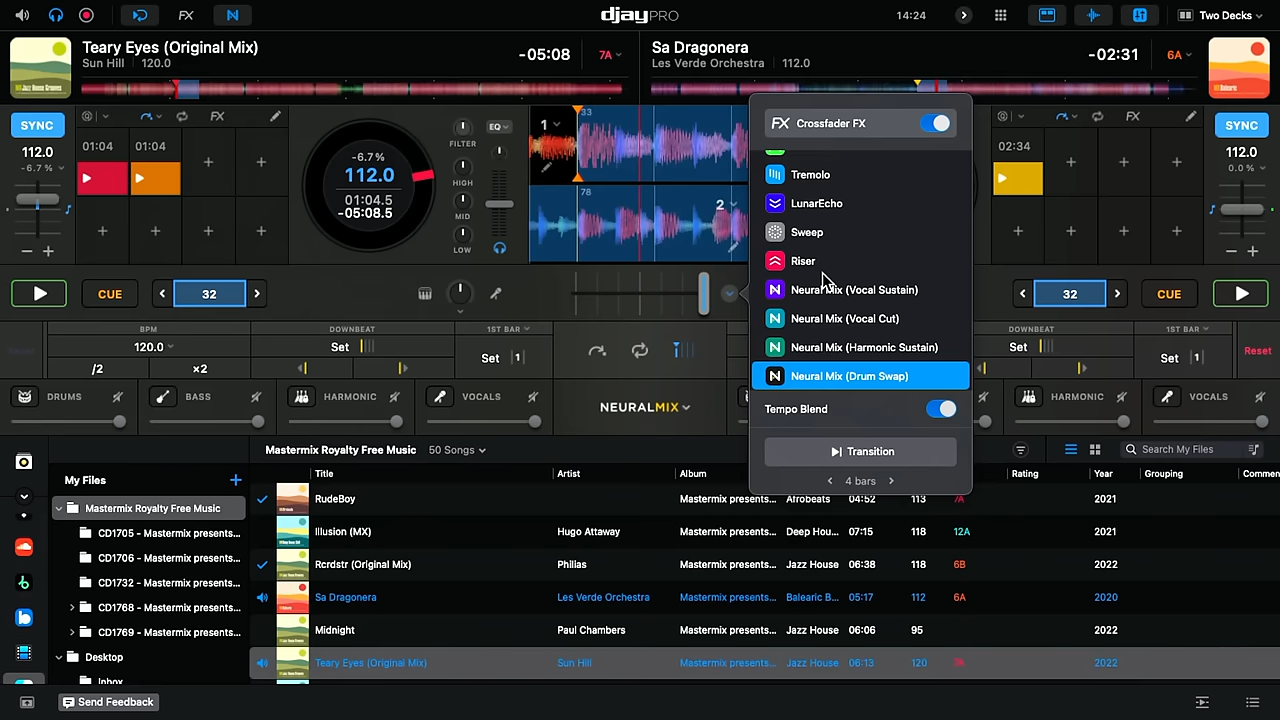 FX
djayPRO
14:24
Two Decks
Teary Eyes (Original Mix)
Sun Hill
120.0
-05:08
7A
Sa Dragonera
Les Verde Orchestra
112.0
-02:31
6A
SYNC
112.0
-6.7%
FX
01:04
01:04
-6.7%
112.0
01:04.5
-05:08.5
FILTER
EQ
HIGH
MID
LOW
1
33
78
2
FX Crossfader FX
Tremolo
LunarEcho
Sweep
Riser
Neural Mix (Vocal Sustain)
Neural Mix (Vocal Cut)
Neural Mix (Harmonic Sustain)
Neural Mix (Drum Swap)
Tempo Blend
Transition
4 bars
FX
02:34
SYNC
112.0
0.0%
CUE
32
32
CUE
BPM
120.0
/2
×2
DOWNBEAT
Set
1ST BAR
Set
1
DOWNBEAT
Set
1ST BAR
Set
1
Reset
DRUMS
BASS
HARMONIC
VOCALS
NEURALMIX
HARMONIC
VOCALS
My Files
Mastermix Royalty Free Music
CD1705 - Mastermix presents...
CD1706 - Mastermix presents...
CD1732 - Mastermix presents...
CD1768 - Mastermix presents...
CD1769 - Mastermix presents...
Desktop
Inbox
Mastermix Royalty Free Music
50 Songs
Search My Files
Title Artist Album Rating Year Grouping Commen
RudeBoy Mastermix presents... Afrobeats 04:52 113 7A 2021
Illusion (MX) Hugo Attaway Mastermix presents... Deep Hou... 07:15 118 12A 2021
Rcrdstr (Original Mix) Philias Mastermix presents... Jazz House 06:38 118 6B 2022
Sa Dragonera Les Verde Orchestra Mastermix presents... Balearic B... 05:17 112 6A 2020
Midnight Paul Chambers Mastermix presents... Jazz House 06:06 95 2022
Teary Eyes (Original Mix) Sun Hill Mastermix presents... Jazz House 06:13 120 7A 2022
Send Feedback